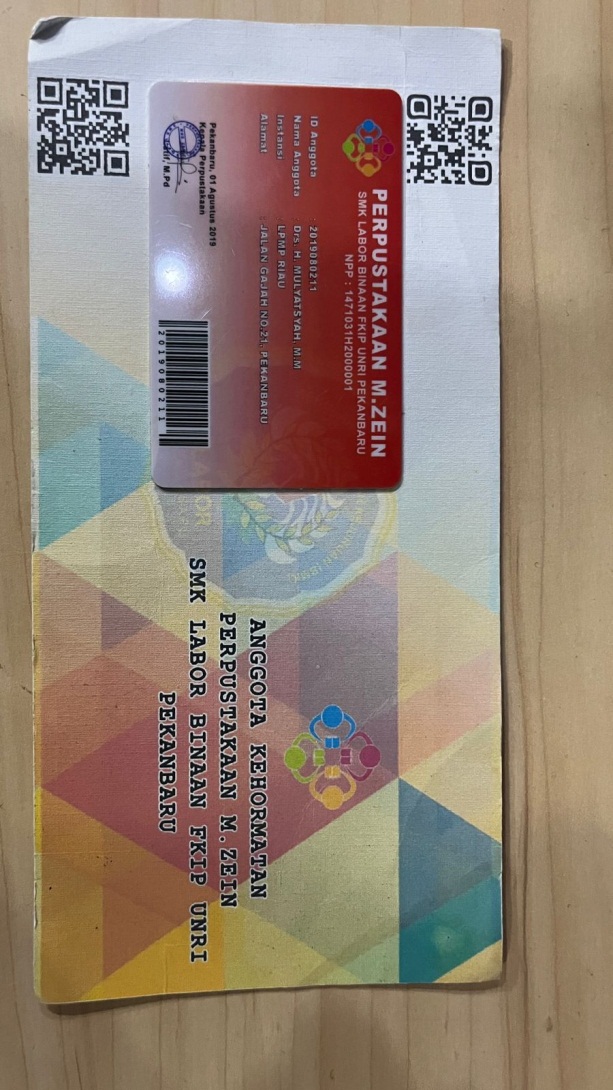 PERPUSTAKAAN M.ZEIN
SMK LABOR BINAAN FKIP UNRI PEKANBARU
NPP : 1471031H2000001
ID Anggota : 2019080211
Nama Anggota : Drs. H. MULYATSYAH, M.M
Instansi : LPMP RIAU
Alamat : JALAN GAJAH NO.21, PEKANBARU
Pekanbaru, 01 Agustus 2019
Kepala Perpustakaan
M.Pd
2019080211
ANGGOTA KEHORMATAN
PERPUSTAKAAN M.ZEIN
SMK LABOR BINAAN FKIP UNRI
PEKANBARU